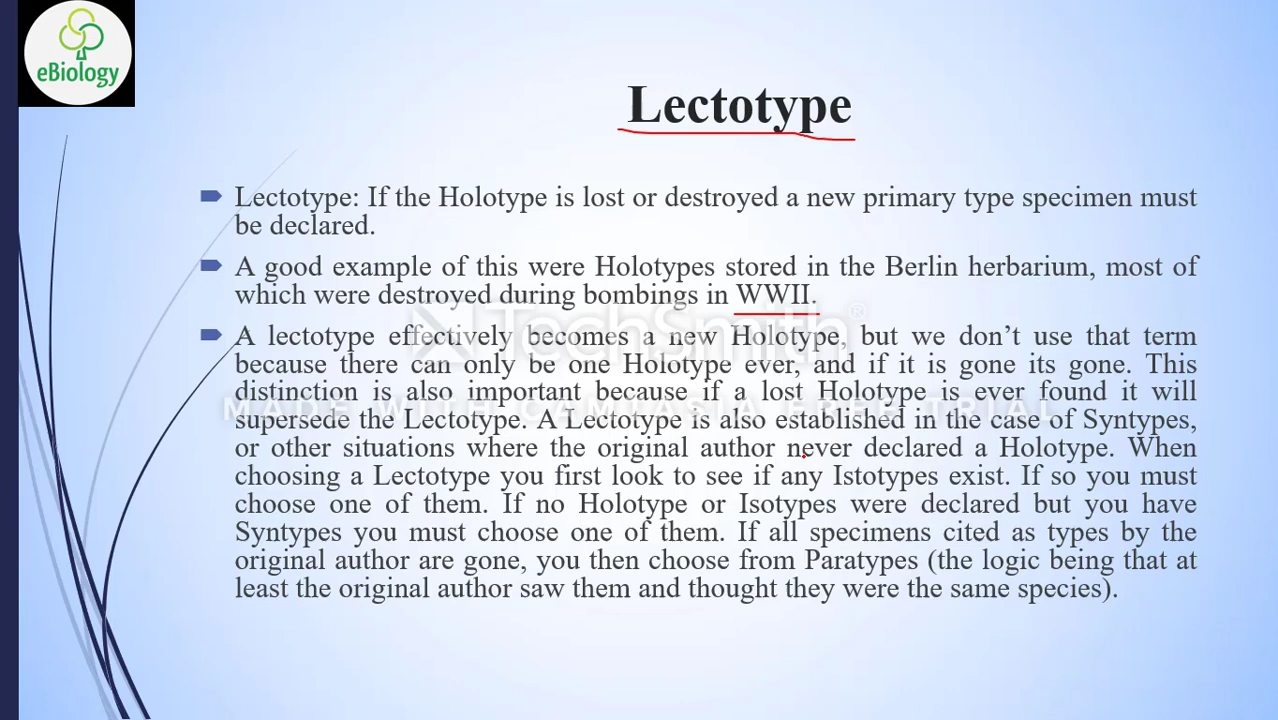 eBiology
Lectotype
Lectotype: If the Holotype is lost or destroyed a new primary type specimen must
be declared.
A good example of this were Holotypes stored in the Berlin herbarium, most of
which were destroyed during bombings in WWII.
A lectotype effectively becomes a new Holotype, but we don’t use that term
because there can only be one Holotype ever, and if it is gone its gone. This
distinction is also important because if a lost Holotype is ever found it will
supersede the Lectotype. A Lectotype is also established in the case of Syntypes,
or other situations where the original author never declared a Holotype. When
choosing a Lectotype you first look to see if any Istotypes exist. If so you must
choose one of them. If no Holotype or Isotypes were declared but you have
Syntypes you must choose one of them. If all specimens cited as types by the
original author are gone, you then choose from Paratypes (the logic being that at
least the original author saw them and thought they were the same species).
TechSmith®
MADE WITH CAMTASIA FREE TRIAL